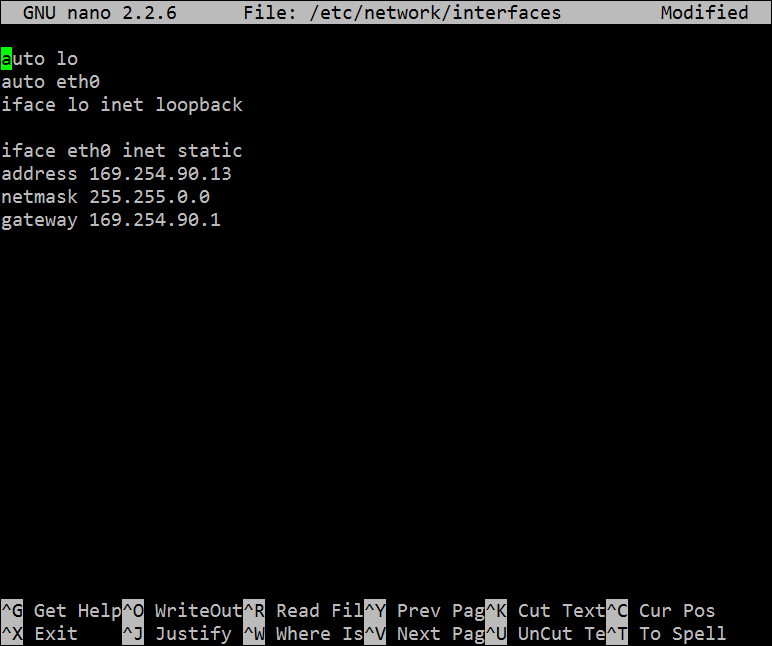 GNU nano 2.2.6 File: /etc/network/interfaces Modified
auto lo
auto eth0
iface lo inet loopback
iface eth0 inet static
address 169.254.90.13
netmask 255.255.0.0
gateway 169.254.90.1
^G Get Help^O WriteOut^R Read Fil^Y Prev Pag^K Cut Text^C Cur Pos
^X Exit ^J Justify ^W Where Is^V Next Pag^U UnCut Te^T To Spell